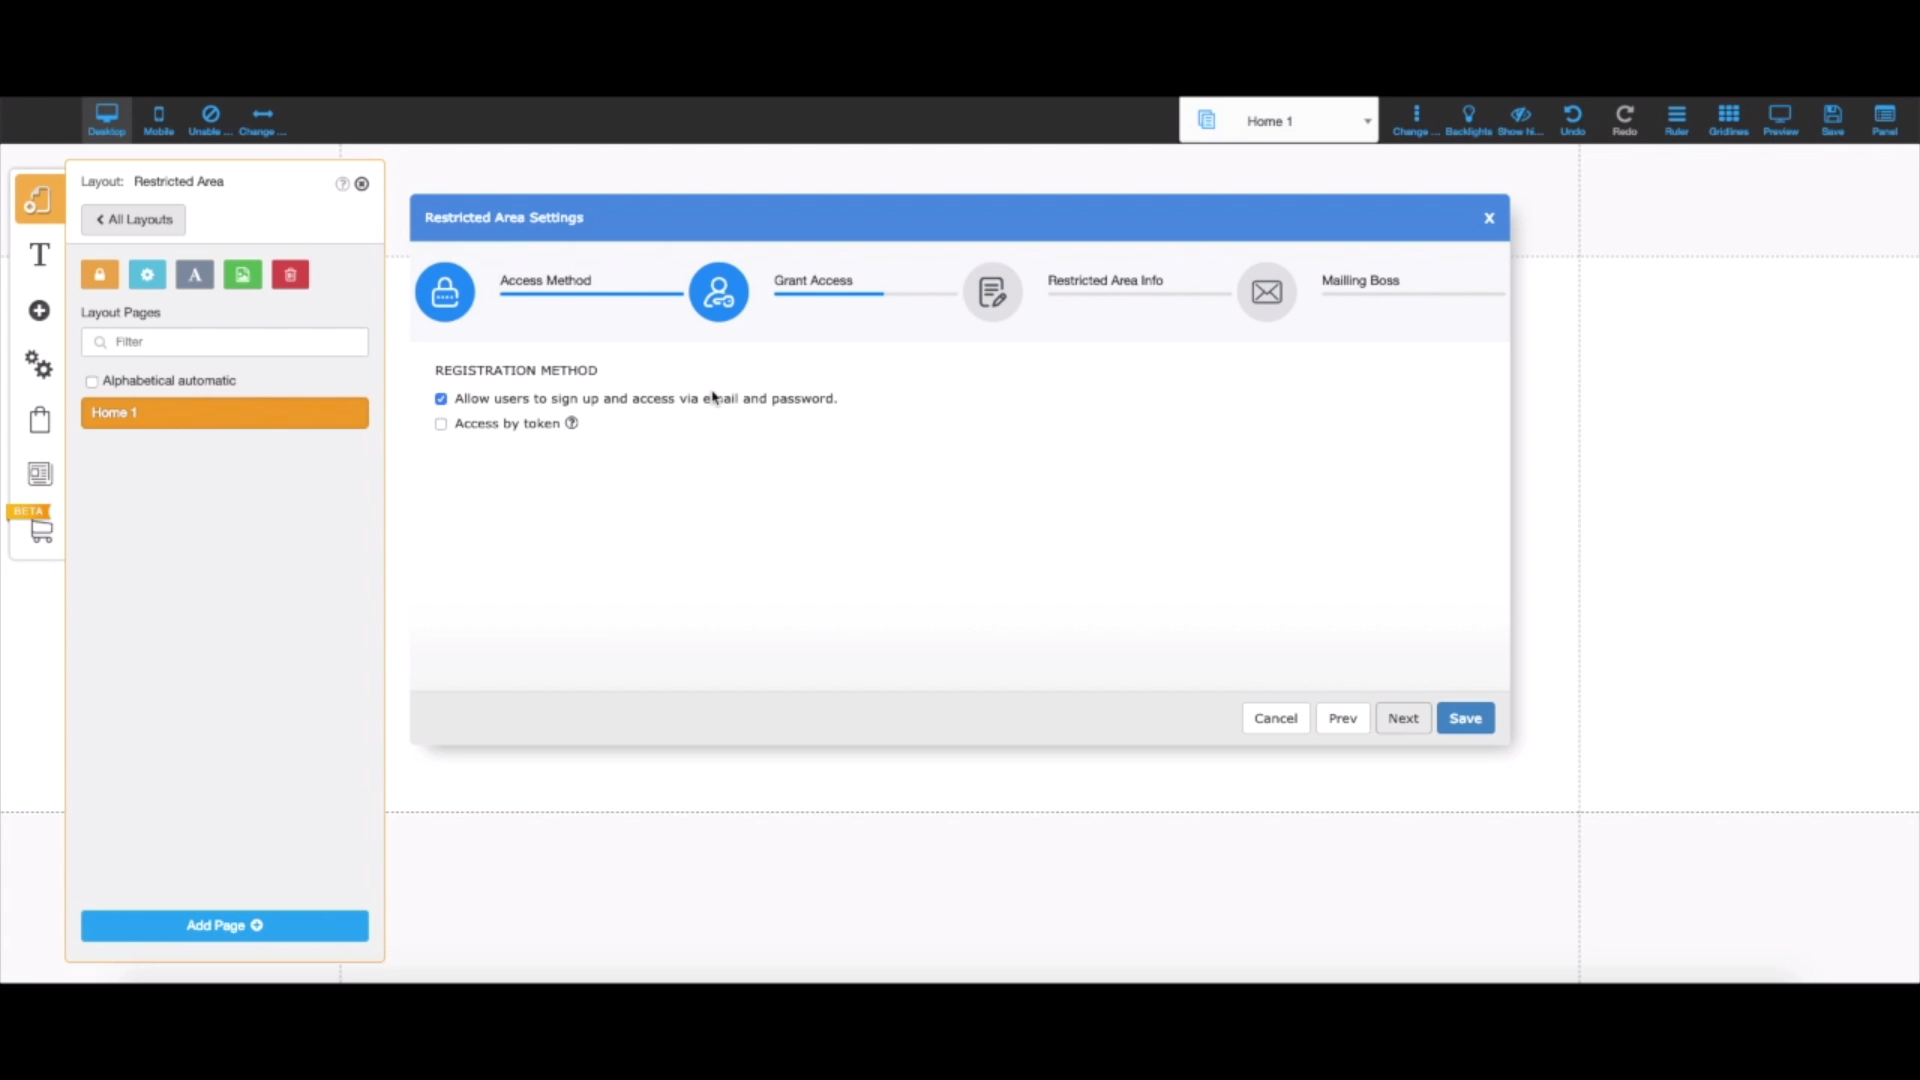 Desktop
Mobile
Unable ...
Change ...
Home 1
Change ...
Backlights
Show hi...
Undo
Redo
Ruler
Gridlines
Preview
Save
Panel
Layout: Restricted Area
All Layouts
A
Layout Pages
Filter
Alphabetical automatic
Home 1
Add Page
T
BETA
Restricted Area Settings
X
Access Method
Grant Access
Restricted Area Info
Mailing Boss
REGISTRATION METHOD
Allow users to sign up and access via email and password.
Access by token
Cancel
Prev
Next
Save